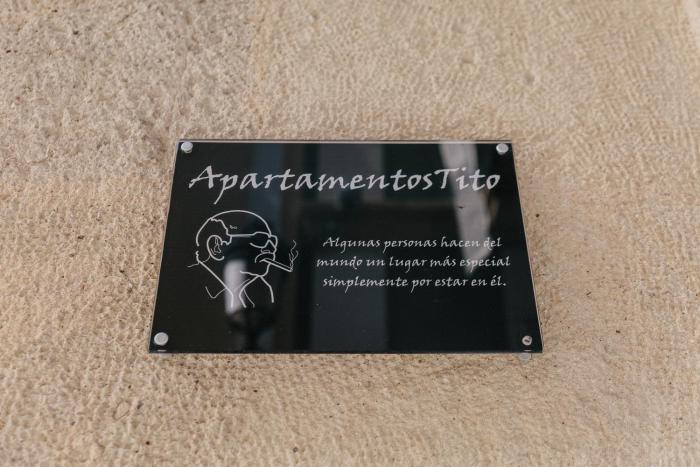 ApartamentosTito
Algunas personas hacen del
mundo un lugar más especial
simplemente por estar en él.